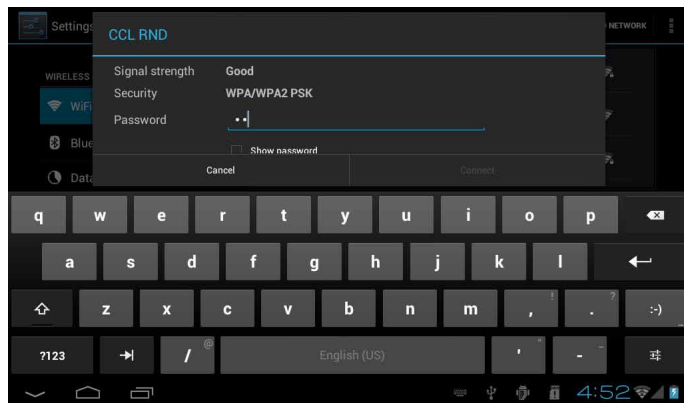 Settings
NETWORK
CCL RND
Signal strength Good
WIRELESS
Security WPA/WPA2 PSK
WiFi
Password ••
Blue
Show password
Data
Cancel Connect
q w e r t y u i o p
a s d f g h j k l
z x c v b n m , ! . ? :-)
?123 / @ English (US) ' " - _
4:52